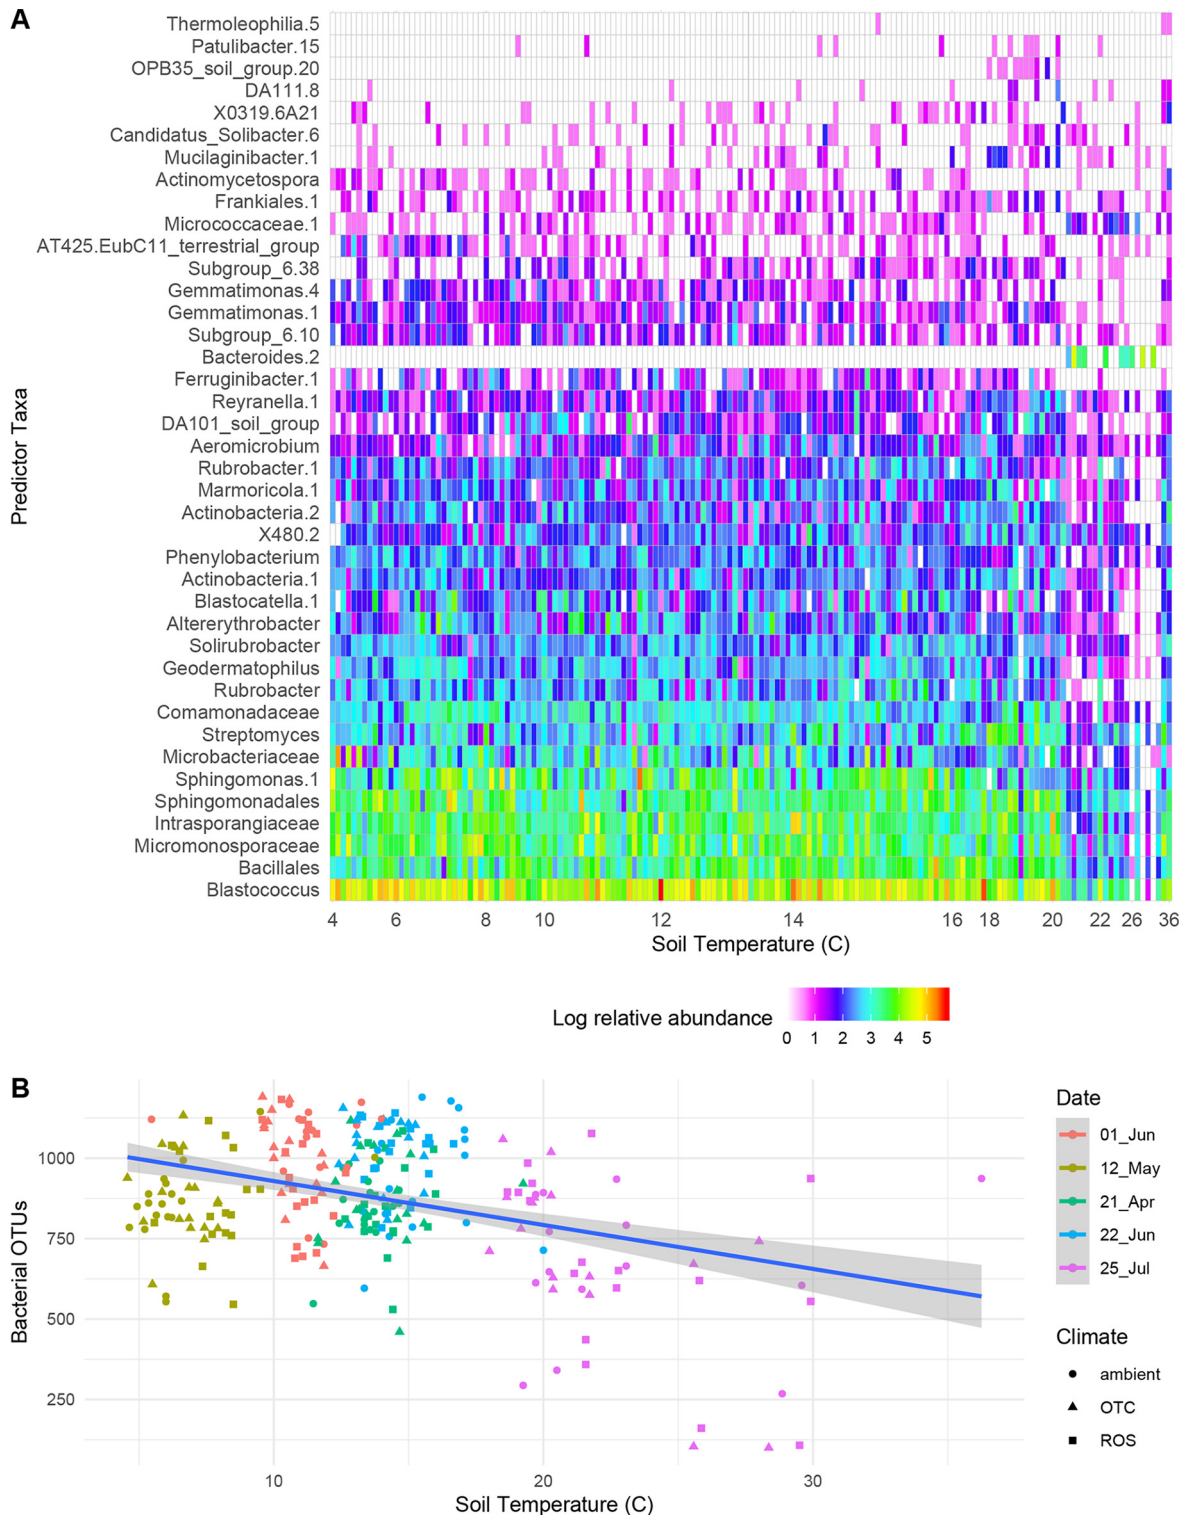 A
Thermoleophilia.5
Patulibacter.15
OPB35_soil_group.20
DA111.8
X0319.6A21
Candidatus_Solibacter.6
Mucilaginibacter.1
Actinomycetospora
Frankiales.1
Micrococcaceae.1
AT425.EubC11_terrestrial_group
Subgroup_6.38
Gemmatimonas.4
Gemmatimonas.1
Subgroup_6.10
Bacteroides.2
Ferruginibacter.1
Reyranella.1
DA101_soil_group
Aeromicrobium
Rubrobacter.1
Marmoricola.1
Actinobacteria.2
X480.2
Phenylobacterium
Actinobacteria.1
Blastocatella.1
Altererythrobacter
Solirubrobacter
Geodermatophilus
Rubrobacter
Comamonadaceae
Streptomyces
Microbacteriaceae
Sphingomonas.1
Sphingomonadales
Intrasporangiaceae
Micromonosporaceae
Bacillales
Blastococcus
Predictor Taxa
4 6 8 10 12 14 16 18 20 22 26 36
Soil Temperature (C)
Log relative abundance
0 1 2 3 4 5
B
Bacterial OTUs
1000
750
500
250
10 20 30
Soil Temperature (C)
Date
01_Jun
12_May
21_Apr
22_Jun
25_Jul
Climate
ambient
OTC
ROS